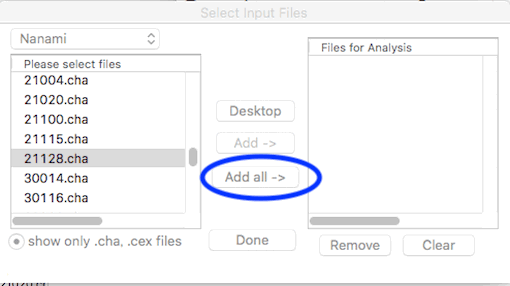 Select Input Files
Nanami
Please select files
21004.cha
21020.cha
21100.cha
21115.cha
21128.cha
30014.cha
30116.cha
show only .cha, .cex files
Desktop
Add ->
Add all ->
Done
Files for Analysis
Remove
Clear